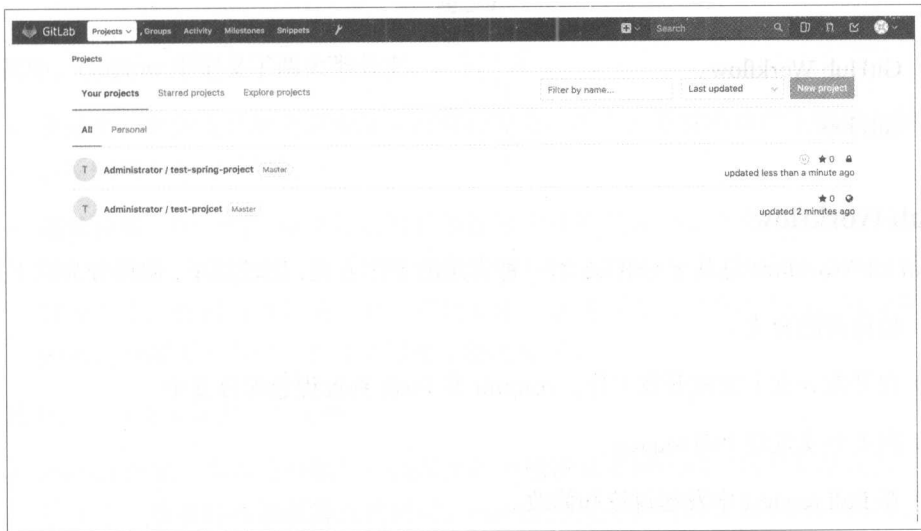 GitLab Projects Groups Activity Milestones Snippets Search
Projects
Your projects Starred projects Explore projects Filter by name... Last updated New project
All Personal
T Administrator / test-spring-project Master ★ 0
updated less than a minute ago
T Administrator / test-projcet Master ★ 0
updated 2 minutes ago